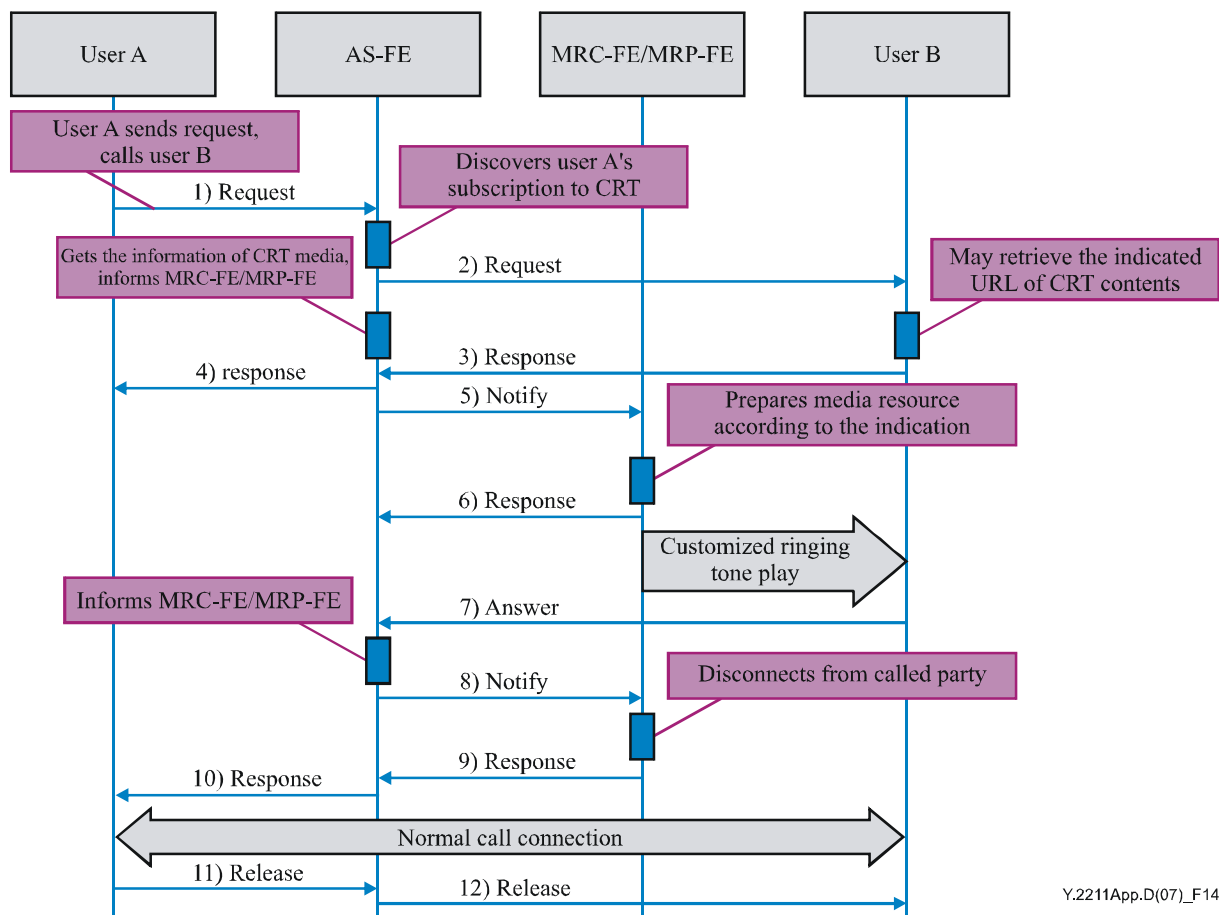 User A
AS-FE
MRC-FE/MRP-FE
User B
User A sends request,
calls user B
Discovers user A's
subscription to CRT
1) Request
Gets the information of CRT media,
informs MRC-FE/MRP-FE
2) Request
May retrieve the indicated
URL of CRT contents
3) Response
4) response
5) Notify
Prepares media resource
according to the indication
6) Response
Customized ringing
tone play
Informs MRC-FE/MRP-FE
7) Answer
8) Notify
Disconnects from called party
9) Response
10) Response
Normal call connection
11) Release
12) Release
Y.2211App.D(07)_F14